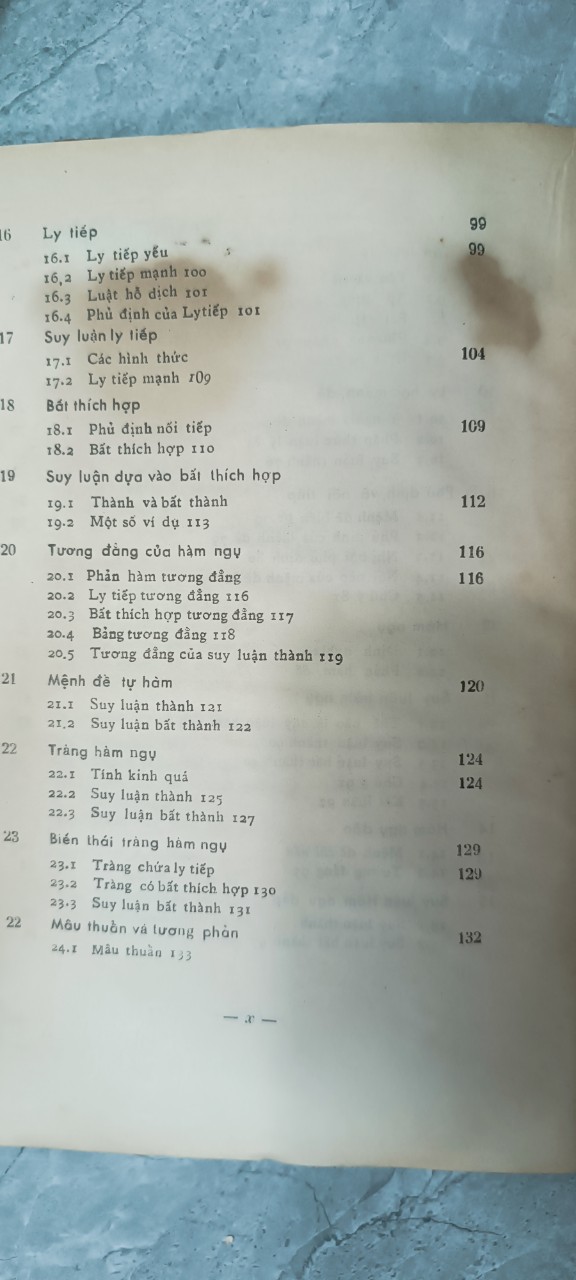 16 Ly tiếp 99
16.1 Ly tiếp yếu 99
16,2 Ly tiếp mạnh 100
16.3 Luật hỗ dịch 101
16.4 Phủ định của Lytiếp 101
17 Suy luận ly tiếp
17.1 Các hình thức 104
17.2 Ly tiếp mạnh 109
18 Bất thích hợp
18.1 Phủ định nối tiếp 109
18.2 Bất thích hợp 110
19 Suy luận dựa vào bất thích hợp
19.1 Thành và bất thành 112
19.2 Một số ví dụ 113
20 Tương đẳng của hàm ngụ 116
20.1 Phản hàm tương đẳng 116
20.2 Ly tiếp tương đẳng 116
20.3 Bất thích hợp tương đẳng 117
20.4 Bảng tương đẳng 118
20.5 Tương đẳng của suy luận thành 119
21 Mệnh đề tự hàm 120
21.1 Suy luận thành 121
21.2 Suy luận bất thành 122
22 Tràng hàm ngụ 124
22.1 Tính kinh quả 124
22.2 Suy luận thành 125
22.3 Suy luận bất thành 127
23 Biến thái tràng hàm ngụ 129
23.1 Tràng chứa ly tiếp 129
23.2 Tràng có bất thích hợp 130
23.3 Suy luận bất thành 131
22 Mâu thuẫn và tương phản 132
24.1 Mâu thuẫn 133
— x —